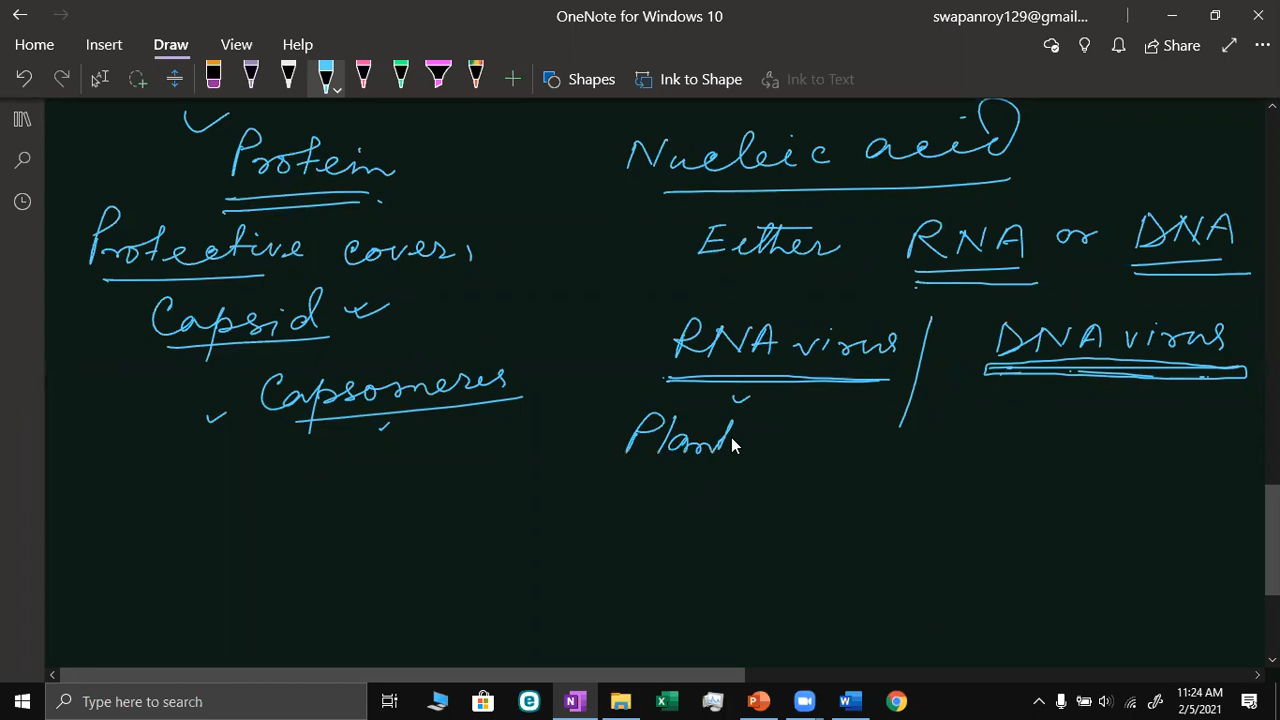 OneNote for Windows 10
swapanroy129@gmail...
Home Insert Draw View Help
Share
Shapes
Ink to Shape
Ink to Text
Protein
Protective cover,
Capsid
Capsomeres
Nucleic acid
Either RNA or DNA
RNA virus / DNA virus
Plant
Type here to search
11:24 AM
2/5/2021